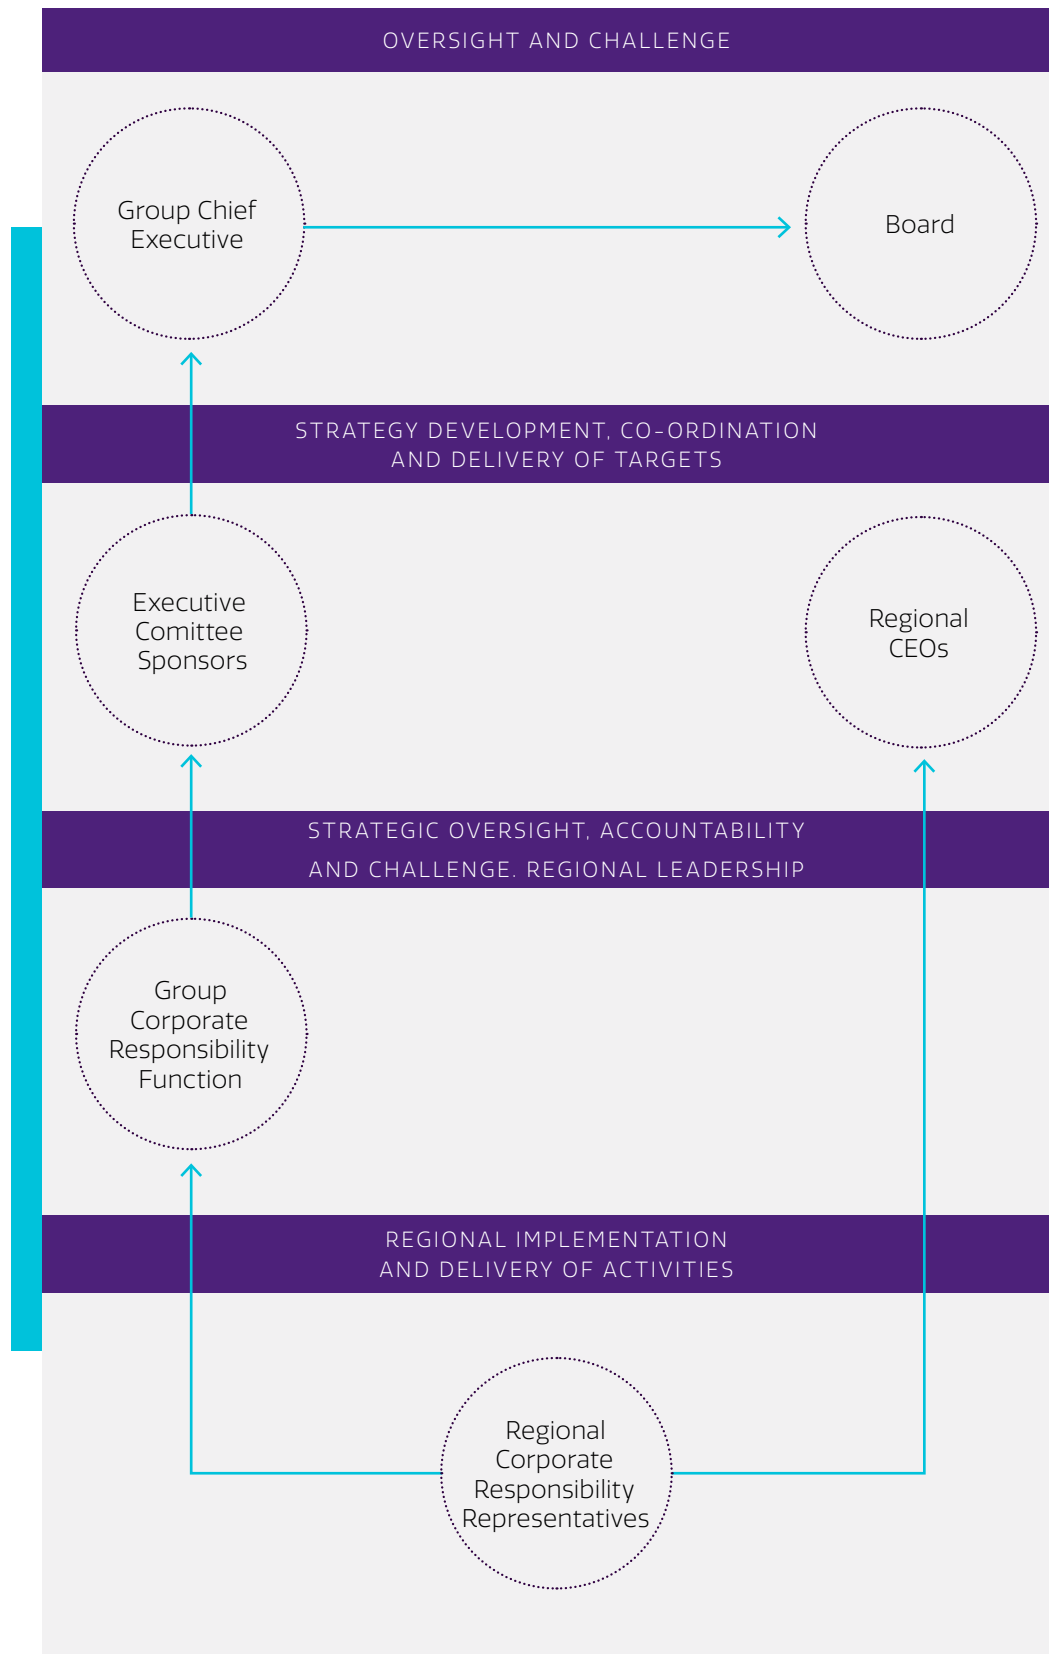 OVERSIGHT AND CHALLENGE
Group Chief
Executive
Board
STRATEGY DEVELOPMENT, CO-ORDINATION
AND DELIVERY OF TARGETS
Executive
Comittee
Sponsors
Regional
CEOs
STRATEGIC OVERSIGHT, ACCOUNTABILITY
AND CHALLENGE. REGIONAL LEADERSHIP
Group
Corporate
Responsibility
Function
REGIONAL IMPLEMENTATION
AND DELIVERY OF ACTIVITIES
Regional
Corporate
Responsibility
Representatives